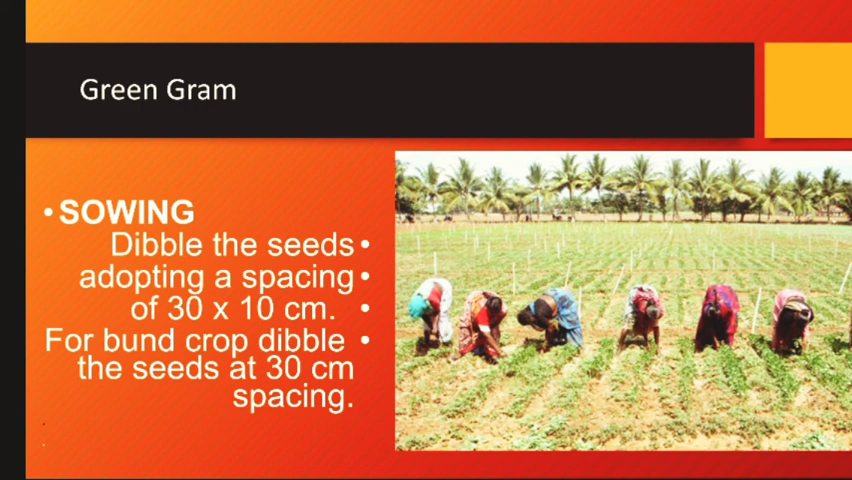 Green Gram
• SOWING
Dibble the seeds •
adopting a spacing •
of 30 x 10 cm. •
For bund crop dibble •
the seeds at 30 cm
spacing.